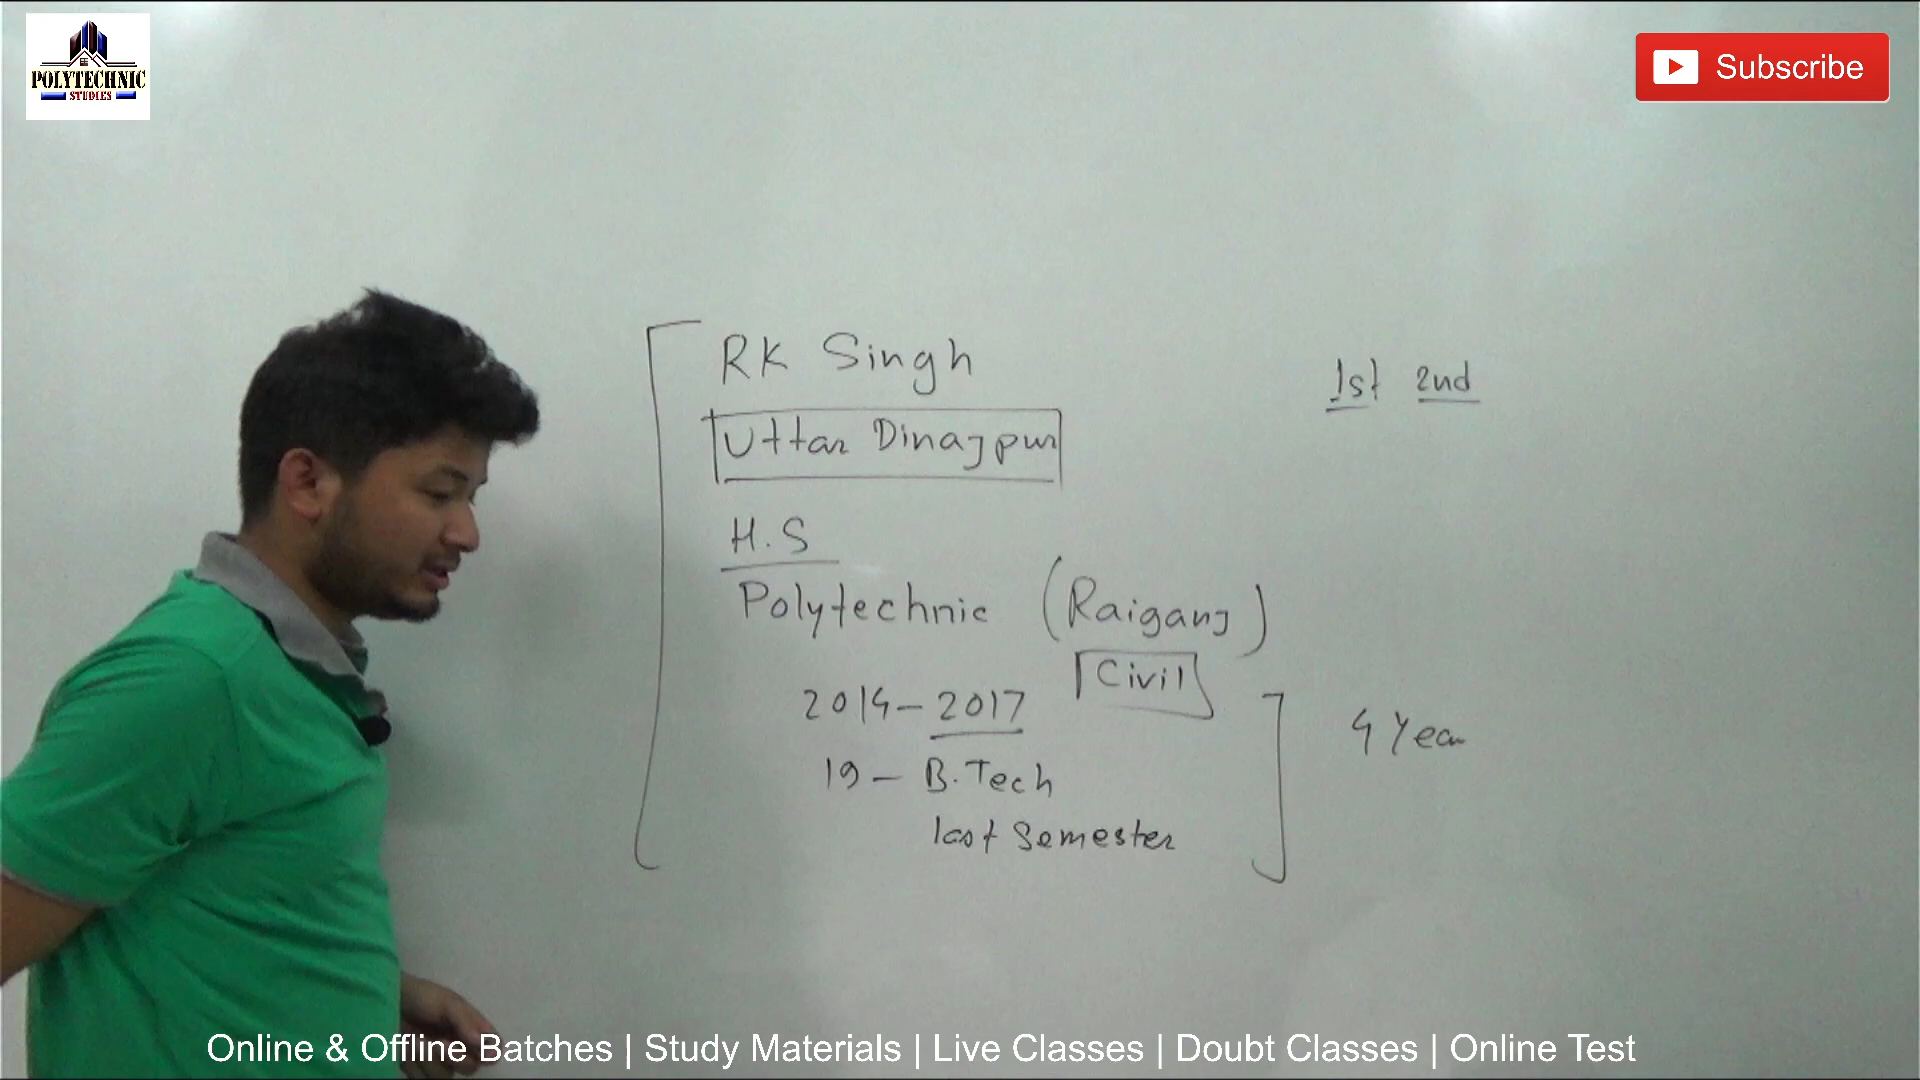 POLYTECHNIC
STUDIES
Subscribe
RK Singh
1st 2nd
Uttar Dinajpur
H.S
Polytechnic (Raiganj)
Civil
2014-2017
4 Year
19 - B.Tech
last Semester
Online & Offline Batches | Study Materials | Live Classes | Doubt Classes | Online Test